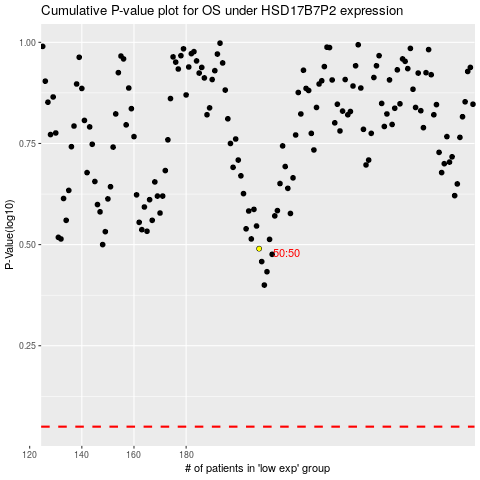 Cumulative P-value plot for OS under HSD17B7P2 expression
P-Value(log10)
1.00
0.75
0.50
0.25
50:50
120 140 160 180
# of patients in 'low exp' group